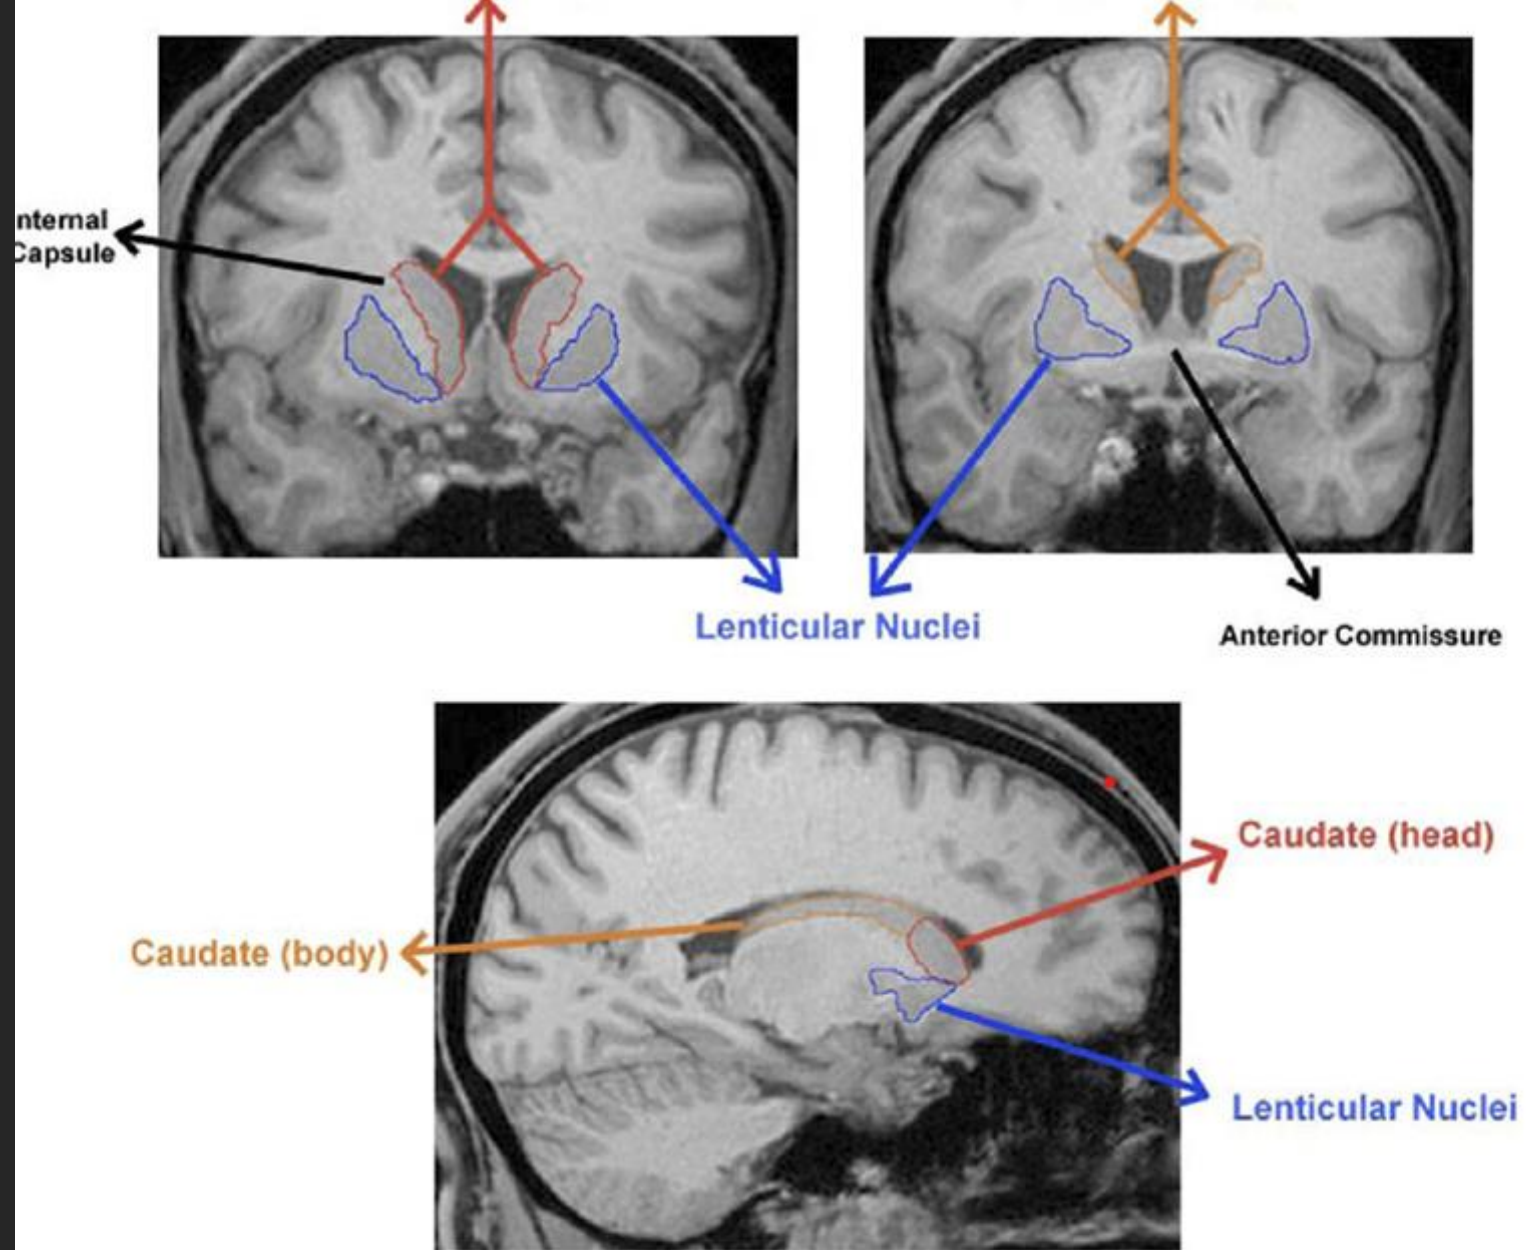 nternal
Capsule
Lenticular Nuclei
Anterior Commissure
Caudate (head)
Caudate (body)
Lenticular Nuclei